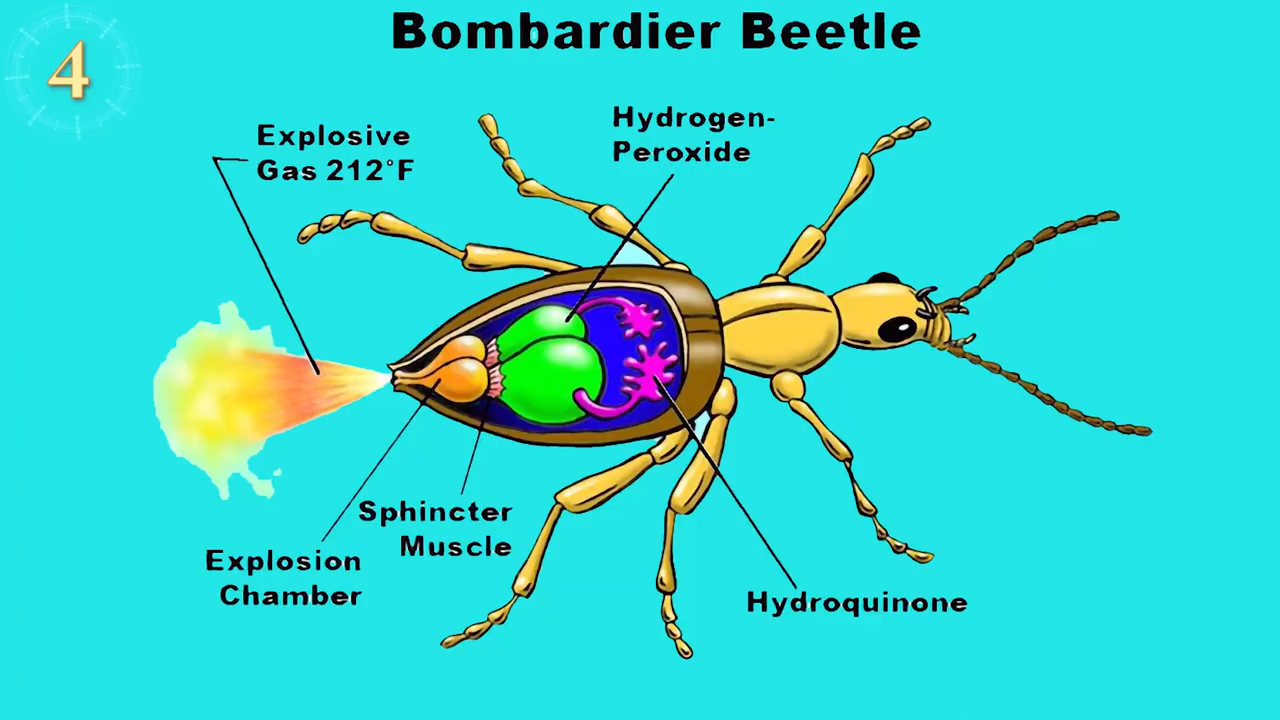 Bombardier Beetle
4
Explosive
Gas 212°F
Hydrogen-
Peroxide
Sphincter
Muscle
Explosion
Chamber
Hydroquinone